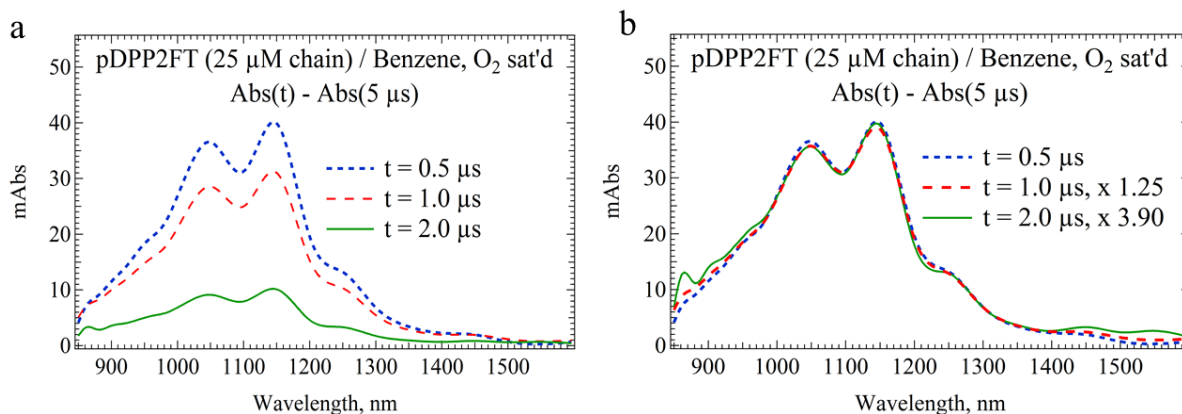 a
pDPP2FT (25 µM chain) / Benzene, O₂ sat'd
Abs(t) - Abs(5 µs)
t = 0.5 µs
t = 1.0 µs
t = 2.0 µs
50
40
30
20
10
0
mAbs
900 1000 1100 1200 1300 1400 1500
Wavelength, nm
b
pDPP2FT (25 µM chain) / Benzene, O₂ sat'd
Abs(t) - Abs(5 µs)
t = 0.5 µs
t = 1.0 µs, x 1.25
t = 2.0 µs, x 3.90
50
40
30
20
10
0
mAbs
900 1000 1100 1200 1300 1400 1500
Wavelength, nm